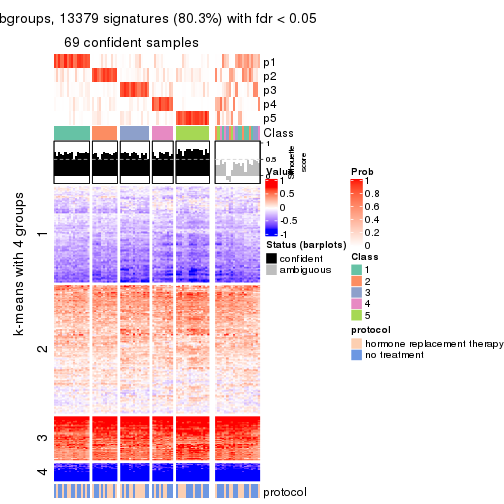 bgroups, 13379 signatures (80.3%) with fdr < 0.05
69 confident samples
p1
p2
p3
p4
p5
Class
1
0.5
0
Silhouette
score
k-means with 4 groups
1
2
3
4
protocol
Value
1
0.5
0
-0.5
-1
Status (barplots)
confident
ambiguous
Prob
1
0.8
0.6
0.4
0.2
0
Class
1
2
3
4
5
protocol
hormone replacement therapy
no treatment